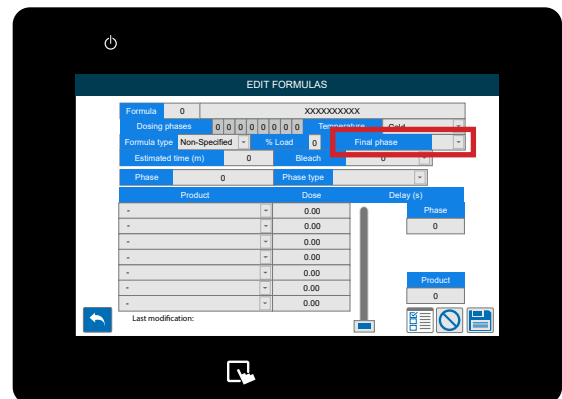 EDIT FORMULAS
Formula 0 XXXXXXXXXX
Dosing phases 0 0 0 0 0 0 0 0 Temperature Cold
Formula type Non-Specified % Load 0 Final phase
Estimated time (m) 0 Bleach 0
Phase 0 Phase type
Product Dose Delay (s)
- 0.00 Phase
- 0.00 0
- 0.00
- 0.00
- 0.00 Product
- 0.00 0
- 0.00
Last modification: